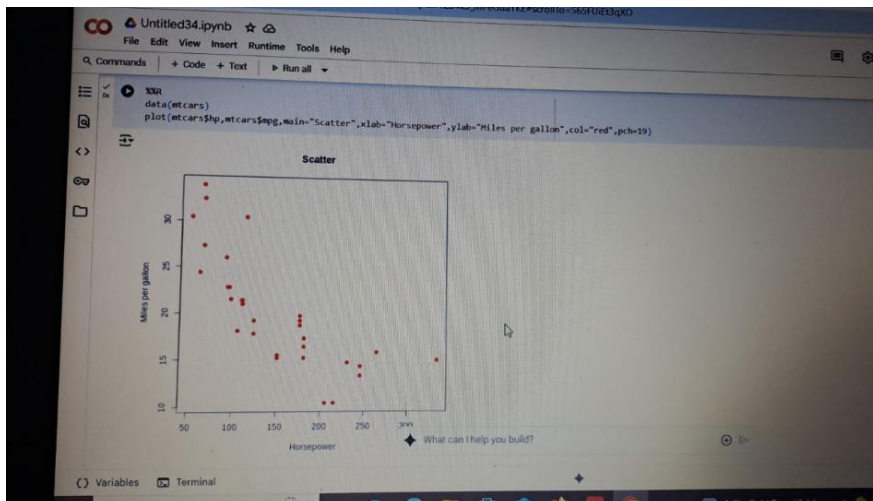 Untitled34.ipynb
File Edit View Insert Runtime Tools Help
Commands + Code + Text Run all
%%R
data(mtcars)
plot(mtcars$hp,mtcars$mpg,main="Scatter",xlab="Horsepower",ylab="Miles per gallon",col="red",pch=19)
Scatter
Miles per gallon
30
25
20
15
10
50 100 150 200 250 300
Horsepower
What can I help you build?
Variables Terminal